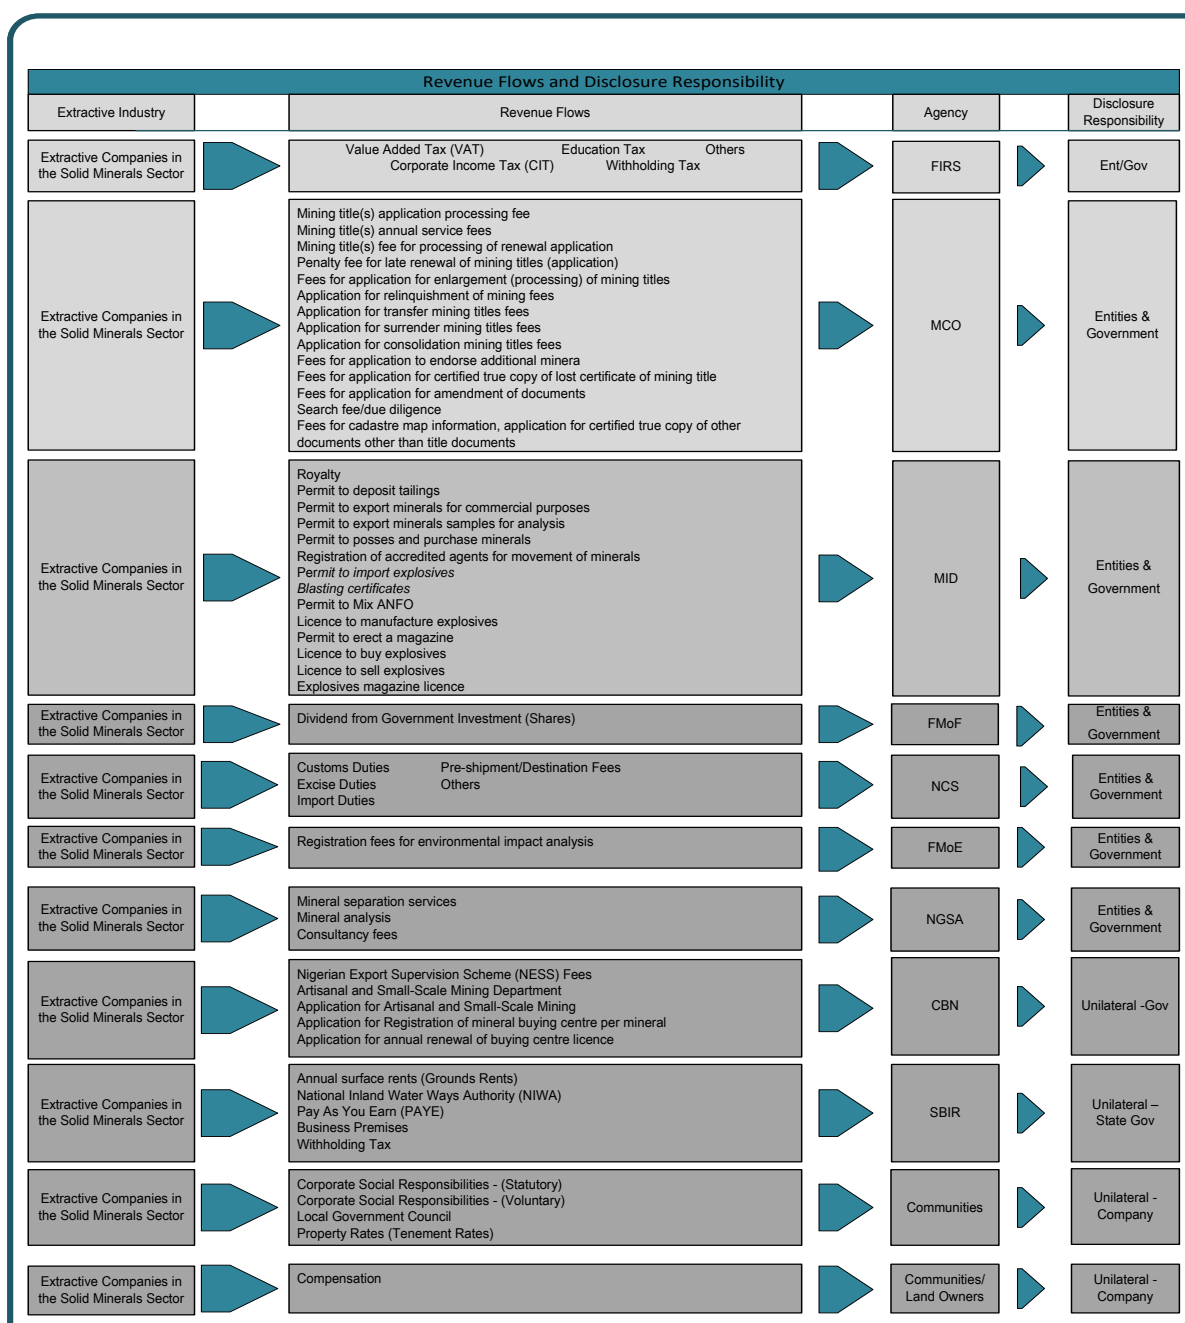 Revenue Flows and Disclosure Responsibility
Extractive Industry
Revenue Flows
Agency
Disclosure
Responsibility
Extractive Companies in
the Solid Minerals Sector
Value Added Tax (VAT) Education Tax Others
Corporate Income Tax (CIT) Withholding Tax
FIRS
Ent/Gov
Extractive Companies in
the Solid Minerals Sector
Mining title(s) application processing fee
Mining title(s) annual service fees
Mining title(s) fee for processing of renewal application
Penalty fee for late renewal of mining titles (application)
Fees for application for enlargement (processing) of mining titles
Application for relinquishment of mining fees
Application for transfer mining titles fees
Application for surrender mining titles fees
Application for consolidation mining titles fees
Fees for application to endorse additional minera
Fees for application for certified true copy of lost certificate of mining title
Fees for application for amendment of documents
Search fee/due diligence
Fees for cadastre map information, application for certified true copy of other
documents other than title documents
MCO
Entities &
Government
Extractive Companies in
the Solid Minerals Sector
Royalty
Permit to deposit tailings
Permit to export minerals for commercial purposes
Permit to export minerals samples for analysis
Permit to posses and purchase minerals
Registration of accredited agents for movement of minerals
Permit to import explosives
Blasting certificates
Permit to Mix ANFO
Licence to manufacture explosives
Permit to erect a magazine
Licence to buy explosives
Licence to sell explosives
Explosives magazine licence
MID
Entities &
Government
Extractive Companies in
the Solid Minerals Sector
Dividend from Government Investment (Shares)
FMoF
Entities &
Government
Extractive Companies in
the Solid Minerals Sector
Customs Duties Pre-shipment/Destination Fees
Excise Duties Others
Import Duties
NCS
Entities &
Government
Extractive Companies in
the Solid Minerals Sector
Registration fees for environmental impact analysis
FMoE
Entities &
Government
Extractive Companies in
the Solid Minerals Sector
Mineral separation services
Mineral analysis
Consultancy fees
NGSA
Entities &
Government
Extractive Companies in
the Solid Minerals Sector
Nigerian Export Supervision Scheme (NESS) Fees
Artisanal and Small-Scale Mining Department
Application for Artisanal and Small-Scale Mining
Application for Registration of mineral buying centre per mineral
Application for annual renewal of buying centre licence
CBN
Unilateral -Gov
Extractive Companies in
the Solid Minerals Sector
Annual surface rents (Grounds Rents)
National Inland Water Ways Authority (NIWA)
Pay As You Earn (PAYE)
Business Premises
Withholding Tax
SBIR
Unilateral –
State Gov
Extractive Companies in
the Solid Minerals Sector
Corporate Social Responsibilities - (Statutory)
Corporate Social Responsibilities - (Voluntary)
Local Government Council
Property Rates (Tenement Rates)
Communities
Unilateral -
Company
Extractive Companies in
the Solid Minerals Sector
Compensation
Communities/
Land Owners
Unilateral -
Company